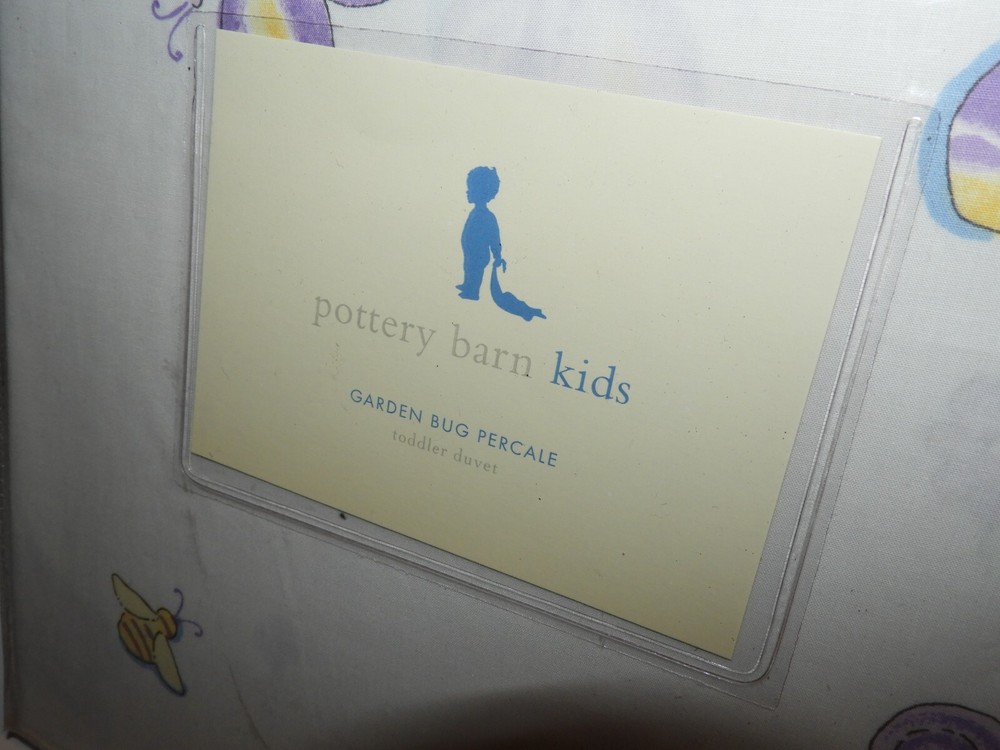 pottery barn kids
GARDEN BUG PERCALE
toddler duvet